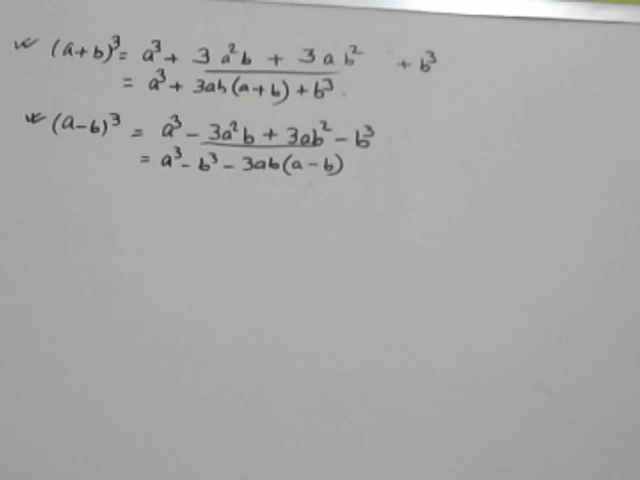 (a+b)³ = a³ + 3a²b + 3ab² + b³
= a³ + 3ab(a+b) + b³.
(a-b)³ = a³ - 3a²b + 3ab² - b³
= a³ - b³ - 3ab(a-b)